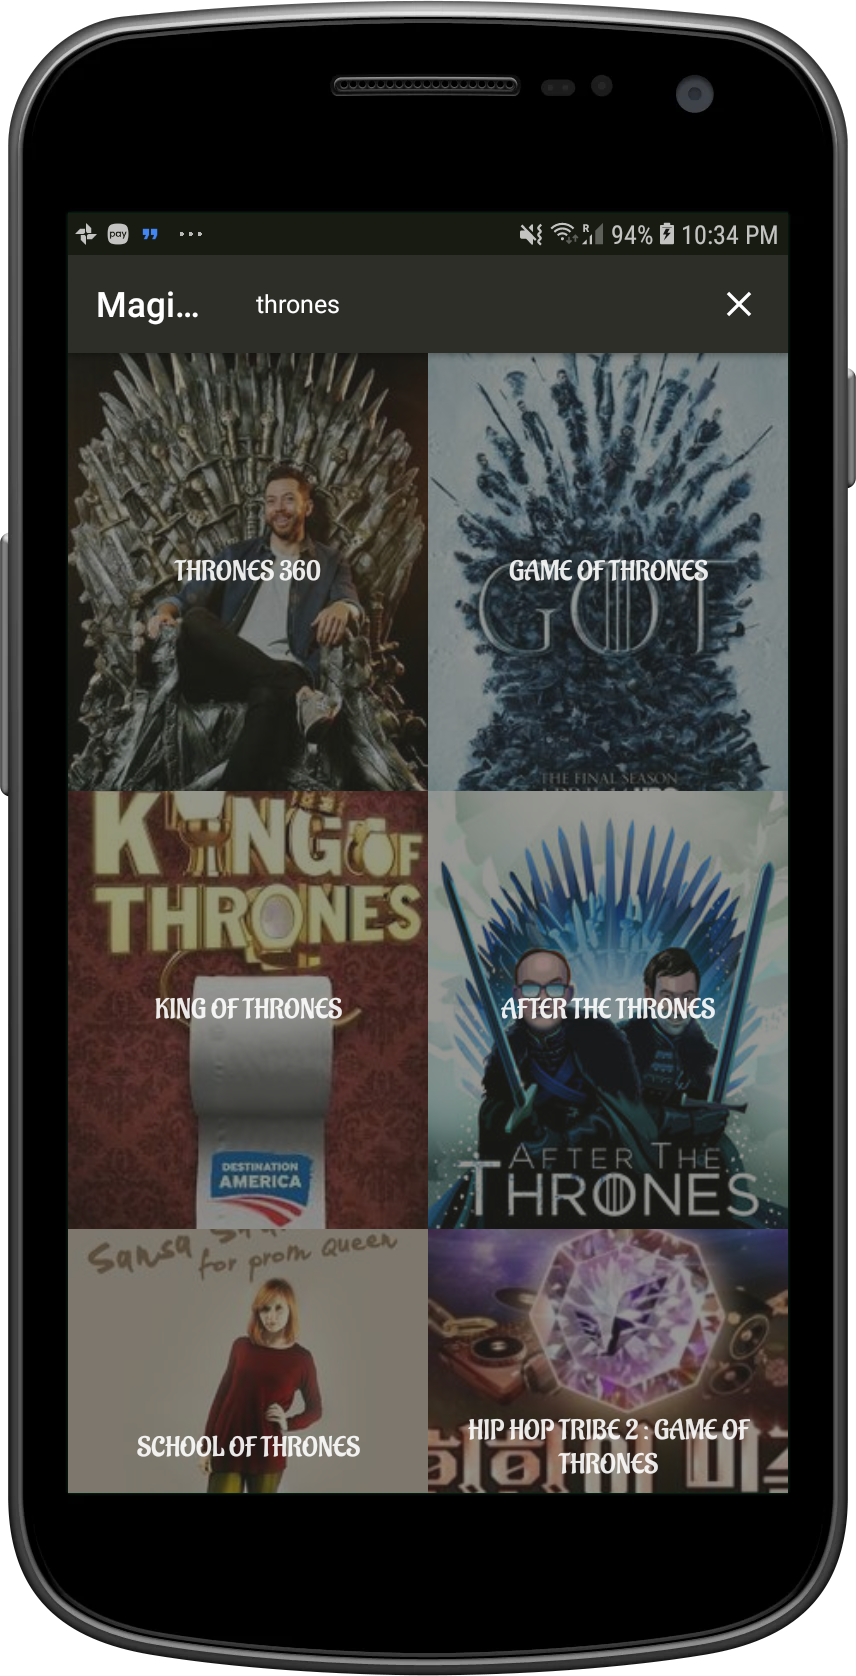 pay
R
94%
10:34 PM
Magi...
thrones
THRONES 360
GAME OF THRONES
GOT
THE FINAL SEASON
KING OF
THRONES
KING OF THRONES
DESTINATION
AMERICA
AFTER THE THRONES
AFTER THE
THRONES
Sansa
for prom queen
SCHOOL OF THRONES
HIP HOP TRIBE 2 : GAME OF
THRONES